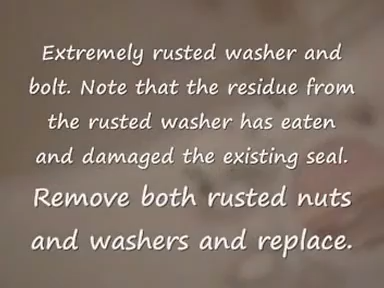 Extremely rusted washer and
bolt. Note that the residue from
the rusted washer has eaten
and damaged the existing seal.
Remove both rusted nuts
and washers and replace.